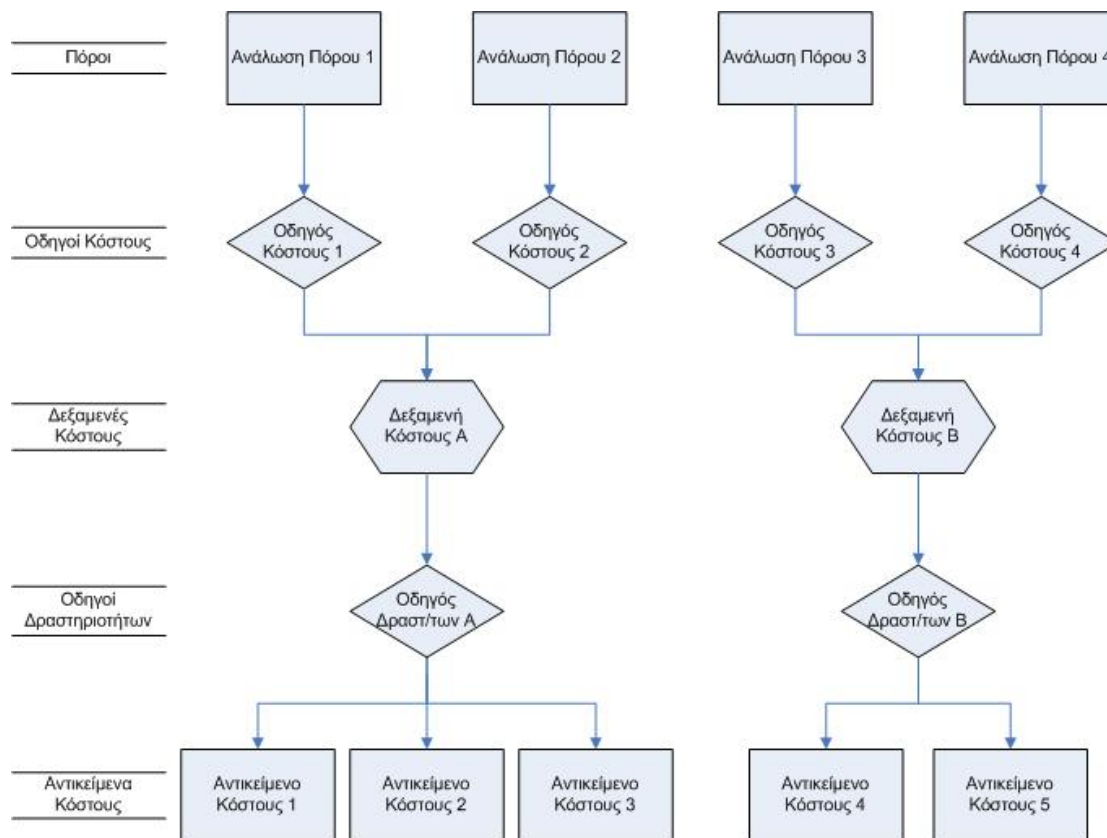 Πόροι
Ανάλωση Πόρου 1
Ανάλωση Πόρου 2
Ανάλωση Πόρου 3
Ανάλωση Πόρου 4
Οδηγοί Κόστους
Οδηγός
Κόστους 1
Οδηγός
Κόστους 2
Οδηγός
Κόστους 3
Οδηγός
Κόστους 4
Δεξαμενές
Κόστους
Δεξαμενή
Κόστους Α
Δεξαμενή
Κόστους Β
Οδηγοί
Δραστηριοτήτων
Οδηγός
Δραστ/των Α
Οδηγός
Δραστ/των Β
Αντικείμενα
Κόστους
Αντικείμενο
Κόστους 1
Αντικείμενο
Κόστους 2
Αντικείμενο
Κόστους 3
Αντικείμενο
Κόστους 4
Αντικείμενο
Κόστους 5